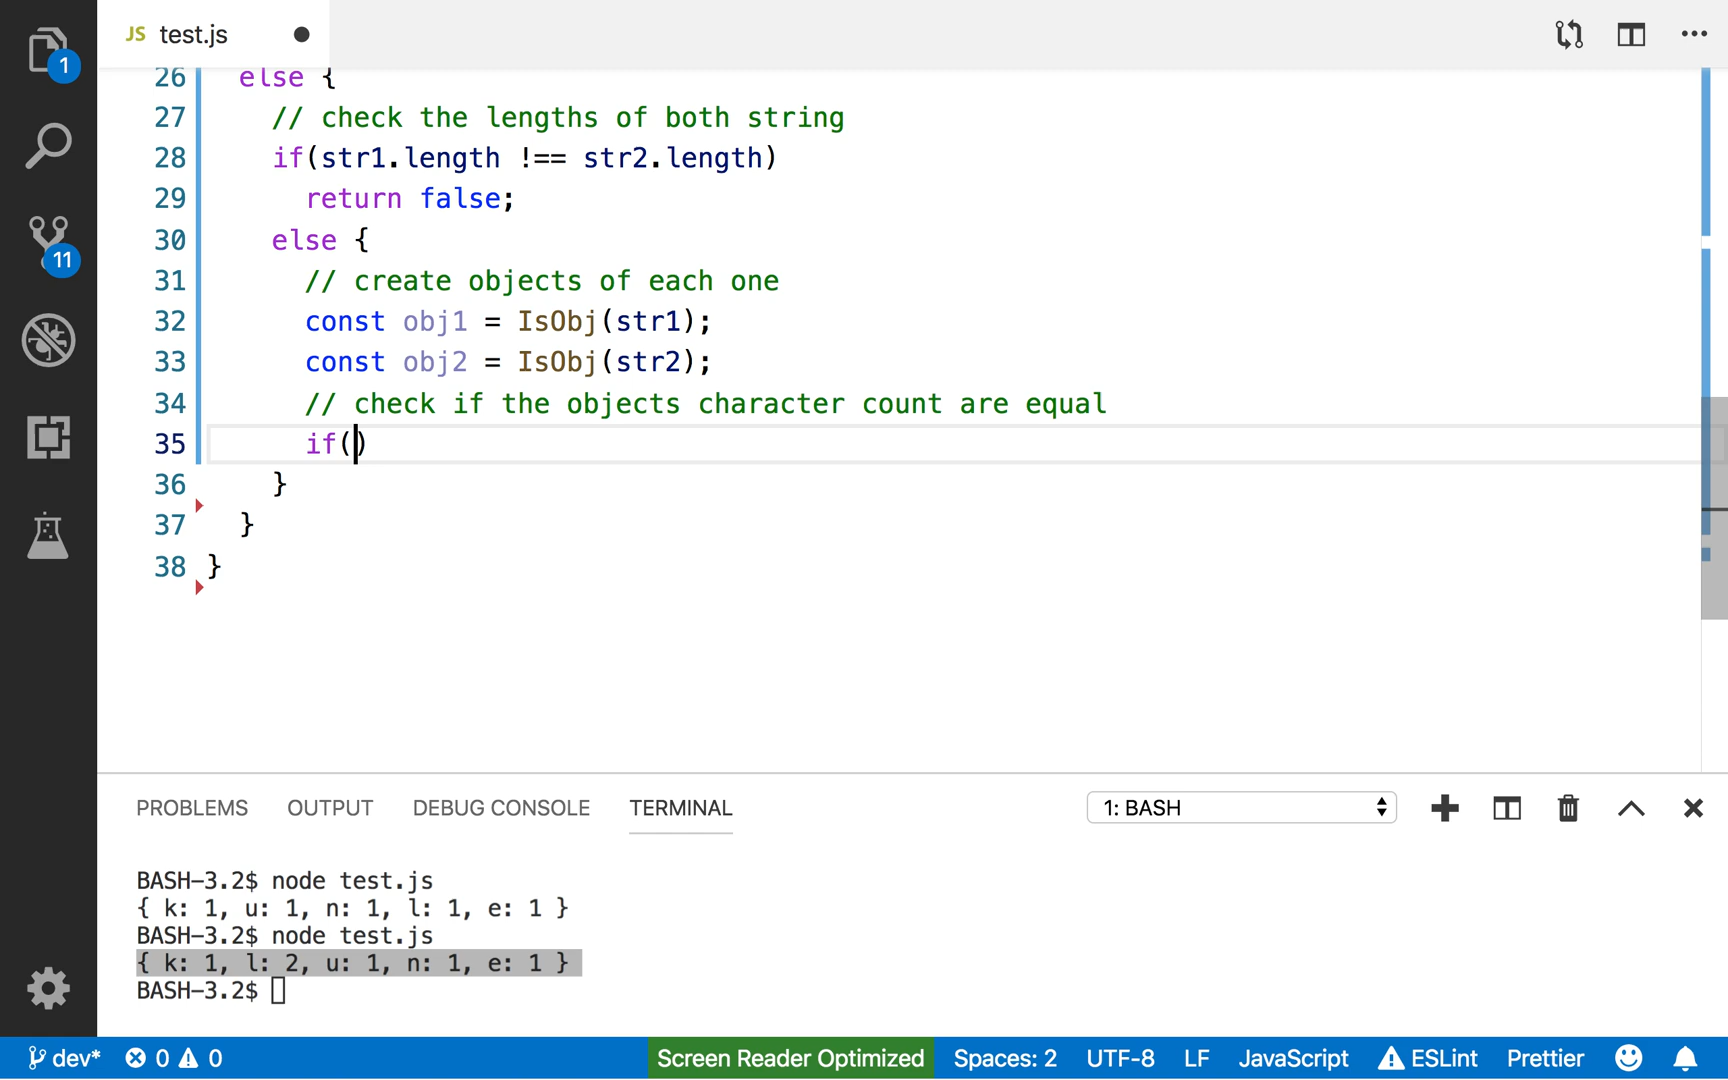 1
JS test.js
11
26 else {
27 // check the lengths of both string
28 if(str1.length !== str2.length)
29 return false;
30 else {
31 // create objects of each one
32 const obj1 = IsObj(str1);
33 const obj2 = IsObj(str2);
34 // check if the objects character count are equal
35 if()
36 }
37 }
38 }
PROBLEMS OUTPUT DEBUG CONSOLE TERMINAL 1: BASH
BASH-3.2$ node test.js
{ k: 1, u: 1, n: 1, l: 1, e: 1 }
BASH-3.2$ node test.js
{ k: 1, l: 2, u: 1, n: 1, e: 1 }
BASH-3.2$
dev* 0 0 Screen Reader Optimized Spaces: 2 UTF-8 LF JavaScript ESLint Prettier